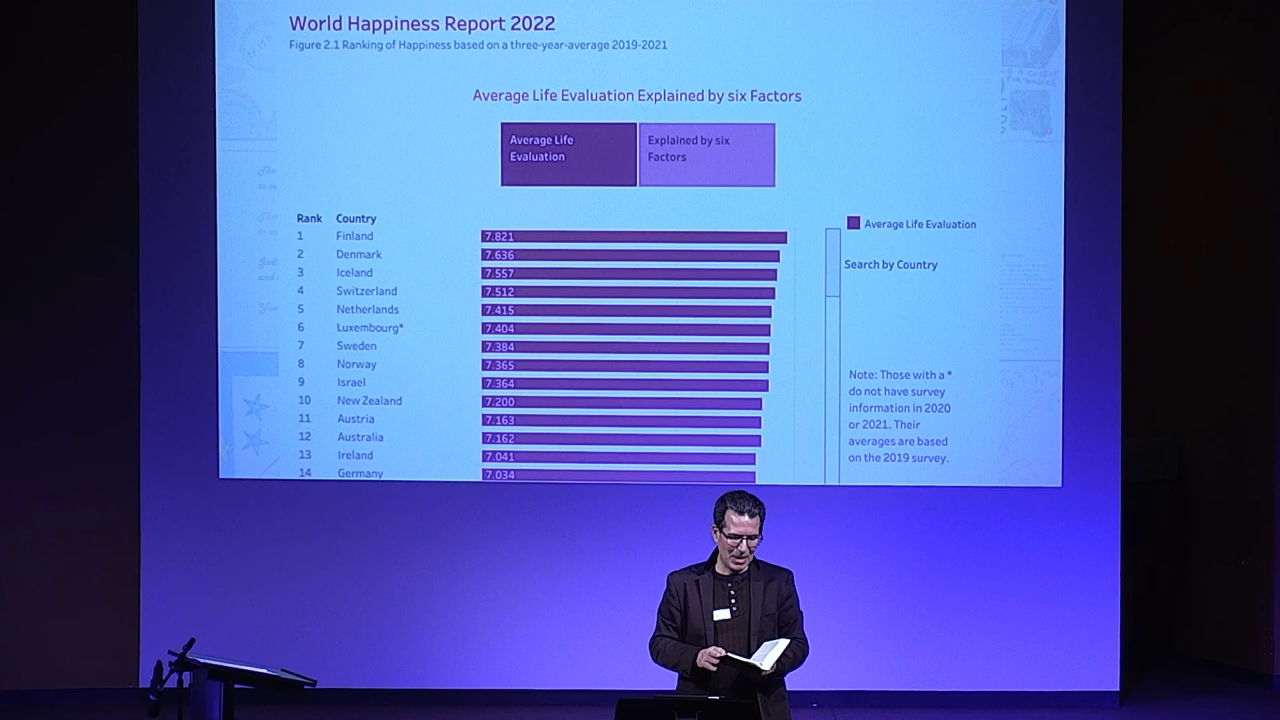 World Happiness Report 2022
Figure 2.1 Ranking of Happiness based on a three-year-average 2019-2021
Average Life Evaluation Explained by six Factors
Average Life
Evaluation
Explained by six
Factors
Rank Country
1 Finland 7.821
2 Denmark 7.636
3 Iceland 7.557
4 Switzerland 7.512
5 Netherlands 7.415
6 Luxembourg* 7.404
7 Sweden 7.384
8 Norway 7.365
9 Israel 7.364
10 New Zealand 7.200
11 Austria 7.163
12 Australia 7.162
13 Ireland 7.041
14 Germany 7.034
Average Life Evaluation
Search by Country
Note: Those with a *
do not have survey
information in 2020
or 2021. Their
averages are based
on the 2019 survey.